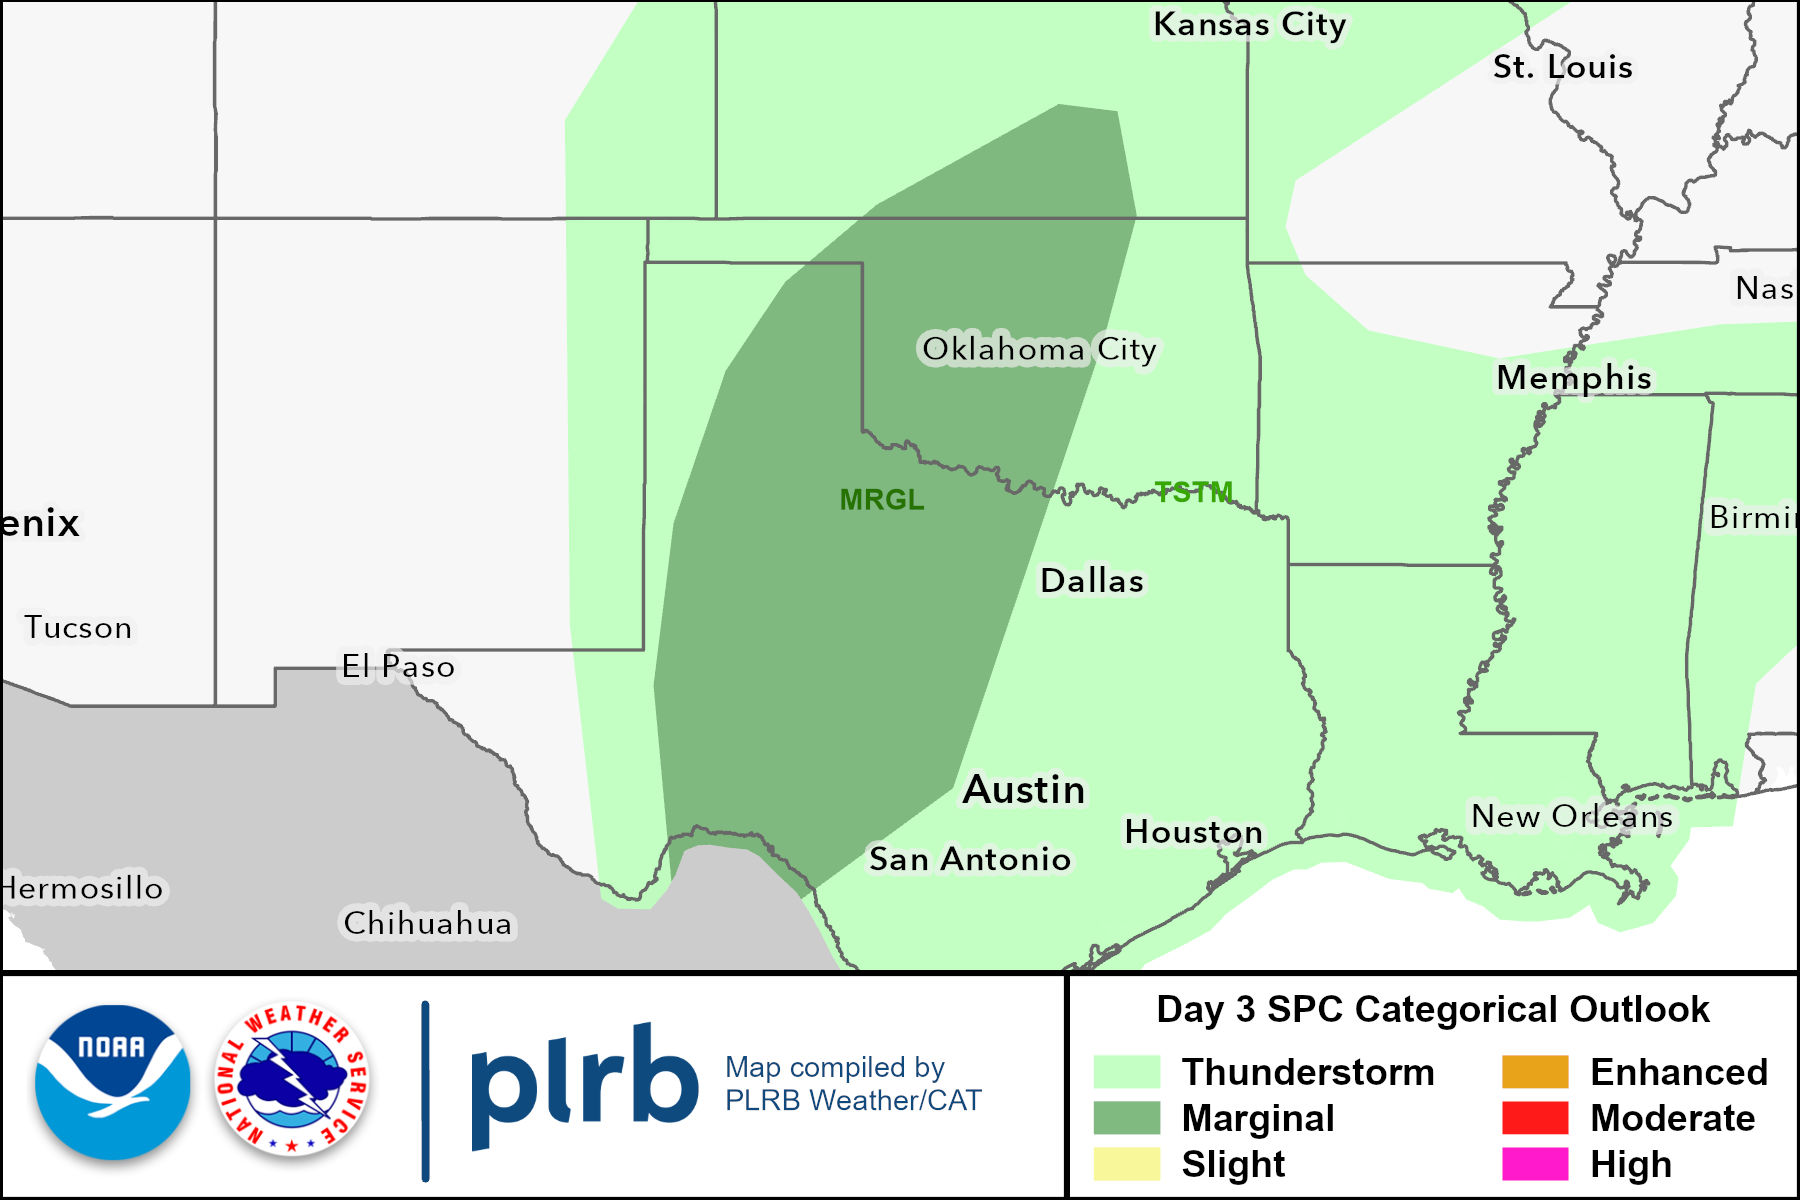 Kansas City
St. Louis
Nas
Oklahoma City
Memphis
MRGL
TSTM
enix
Birmi
Dallas
Tucson
El Paso
Austin
New Orleans
Houston
San Antonio
Hermosillo
Chihuahua
NOAA
NATIONAL WEATHER SERVICE
plrb
Map compiled by
PLRB Weather/CAT
Day 3 SPC Categorical Outlook
Thunderstorm
Marginal
Slight
Enhanced
Moderate
High